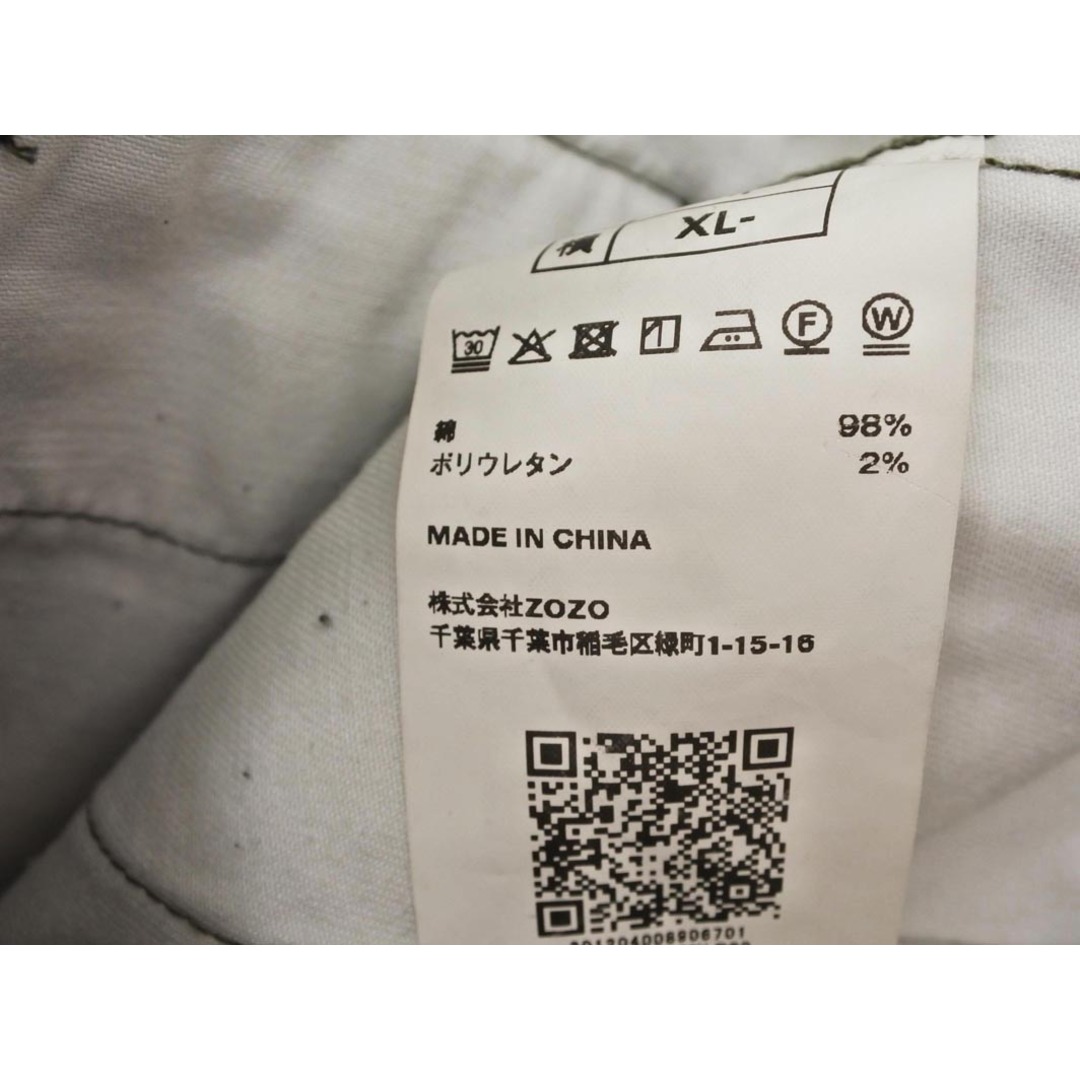 横 XL-
30 F W
綿 98%
ポリウレタン 2%
MADE IN CHINA
株式会社ZOZO
千葉県千葉市稲毛区緑町1-15-16